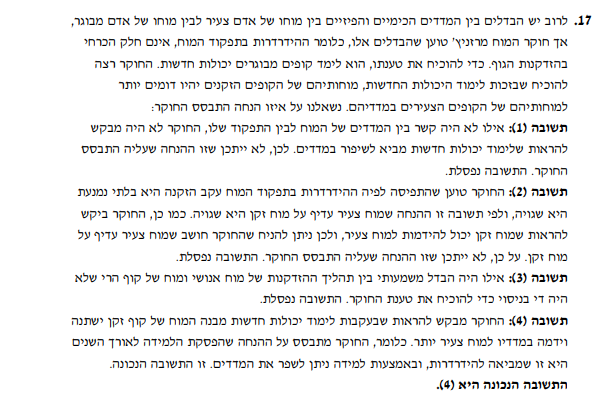 17. לרוב יש הבדלים בין המדדים הכימיים והפיזיים בין מוחו של אדם צעיר לבין מוחו של אדם מבוגר,
אך חוקר המוח מרזניץ' טוען שהבדלים אלו, כלומר ההידרדרות בתפקוד המוח, אינם חלק הכרחי
בהזדקנות הגוף. כדי להוכיח את טענתו, הוא לימד קופים מבוגרים יכולות חדשות. החוקר רצה
להוכיח שבזכות לימוד היכולות החדשות, מוחותיהם של הקופים הזקנים יהיו דומים יותר
למוחותיהם של הקופים הצעירים במדדיהם. נשאלנו על איזו הנחה התבסס החוקר:
תשובה (1): אילו לא היה קשר בין המדדים של המוח לבין התפקוד שלו, החוקר לא היה מבקש
להראות שלימוד יכולות חדשות מביא לשיפור במדדים. לכן, לא ייתכן שזו ההנחה שעליה התבסס
החוקר. התשובה נפסלת.
תשובה (2): החוקר טוען שהתפיסה לפיה ההידרדרות בתפקוד המוח עקב הזקנה היא בלתי נמנעת
היא שגויה, ולפי תשובה זו ההנחה שמוח צעיר עדיף על מוח זקן היא שגויה. כמו כן, החוקר ביקש
להראות שמוח זקן יכול להידמות למוח צעיר, ולכן ניתן להניח שהחוקר חושב שמוח צעיר עדיף על
מוח זקן. על כן, לא ייתכן שזו ההנחה שעליה התבסס החוקר. התשובה נפסלת.
תשובה (3): אילו היה הבדל משמעותי בין תהליך ההזדקנות של מוח אנושי ומוח של קוף הרי שלא
היה די בניסוי כדי להוכיח את טענת החוקר. התשובה נפסלת.
תשובה (4): החוקר מבקש להראות שבעקבות לימוד יכולות חדשות מבנה המוח של קוף זקן ישתנה
וידמה במדדיו למוח צעיר יותר. כלומר, החוקר מתבסס על ההנחה שהפסקת הלמידה לאורך השנים
היא זו שמביאה להידרדרות, ובאמצעות למידה ניתן לשפר את המדדים. זו התשובה הנכונה.
התשובה הנכונה היא (4).